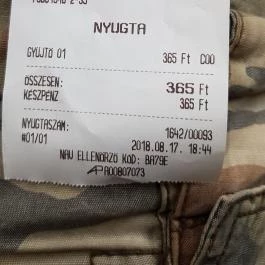 NYUGTA
GYŰJTŐ 01 365 Ft C00
ÖSSZESEN: 365 Ft
KÉSZPÉNZ 365 Ft
NYUGTASZÁM: 1642/00093
#01/01 2018.08.17. 18:44
NAV ELLENŐRZŐ KÓD: BA79E
AP A00807073